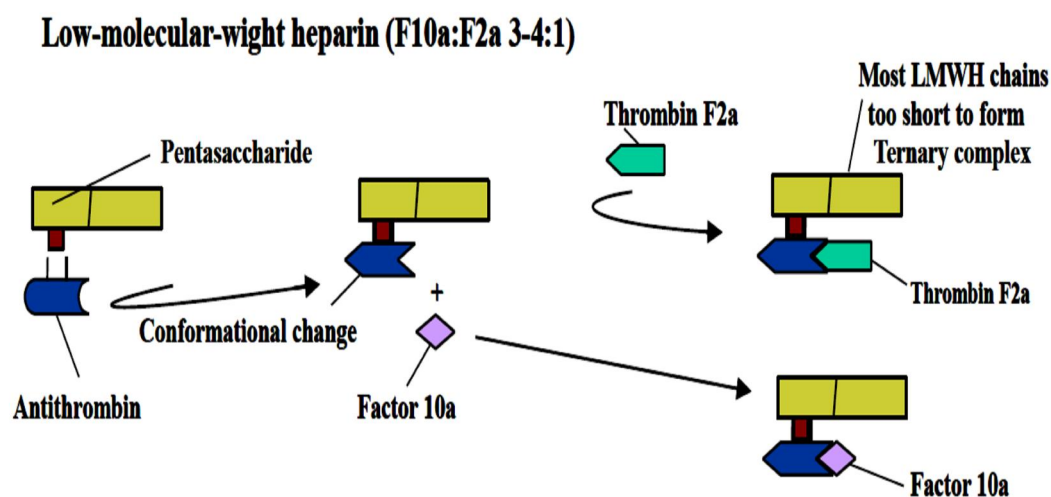 Low-molecular-wight heparin (F10a:F2a 3-4:1)
Most LMWH chains
too short to form
Ternary complex
Thrombin F2a
Pentasaccharide
Thrombin F2a
+
Conformational change
Antithrombin
Factor 10a
Factor 10a